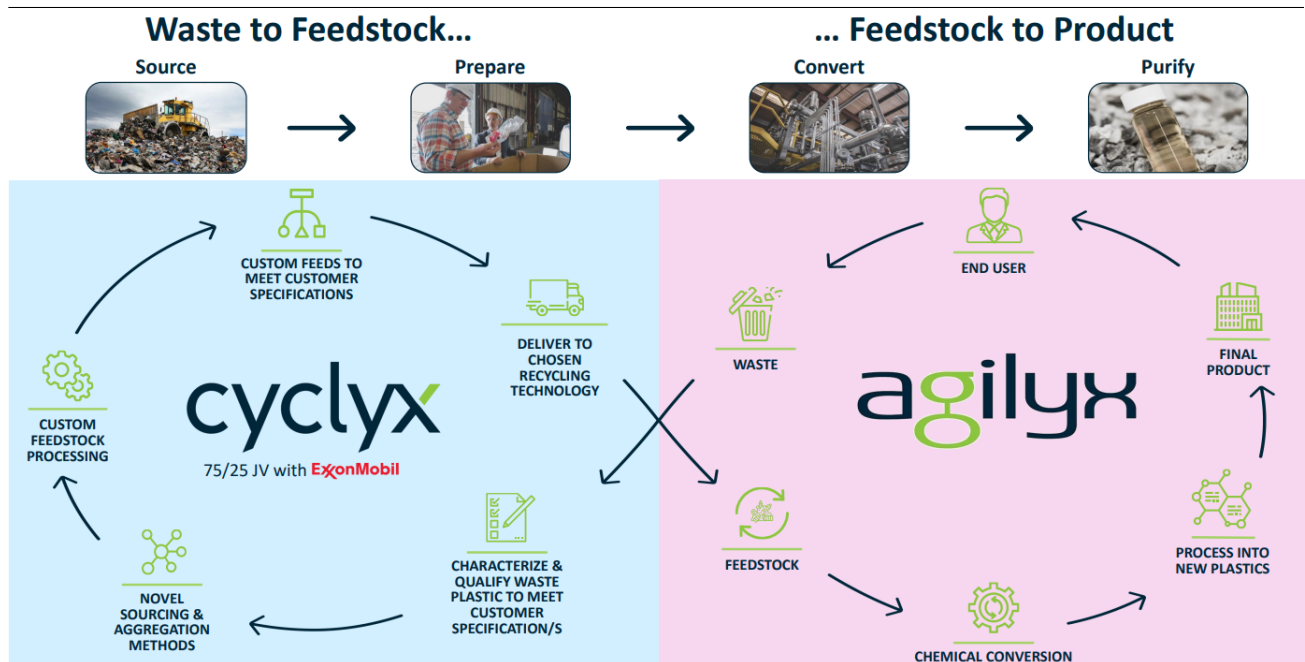 Waste to Feedstock…
… Feedstock to Product
Source
Prepare
Convert
Purify
CUSTOM FEEDS TO
MEET CUSTOMER
SPECIFICATIONS
DELIVER TO
CHOSEN
RECYCLING
TECHNOLOGY
CUSTOM
FEEDSTOCK
PROCESSING
cyclyx
75/25 JV with ExxonMobil
NOVEL
SOURCING &
AGGREGATION
METHODS
CHARACTERIZE &
QUALIFY WASTE
PLASTIC TO MEET
CUSTOMER
SPECIFICATION/S
END USER
WASTE
FINAL
PRODUCT
agilyx
FEEDSTOCK
PROCESS INTO
NEW PLASTICS
CHEMICAL CONVERSION